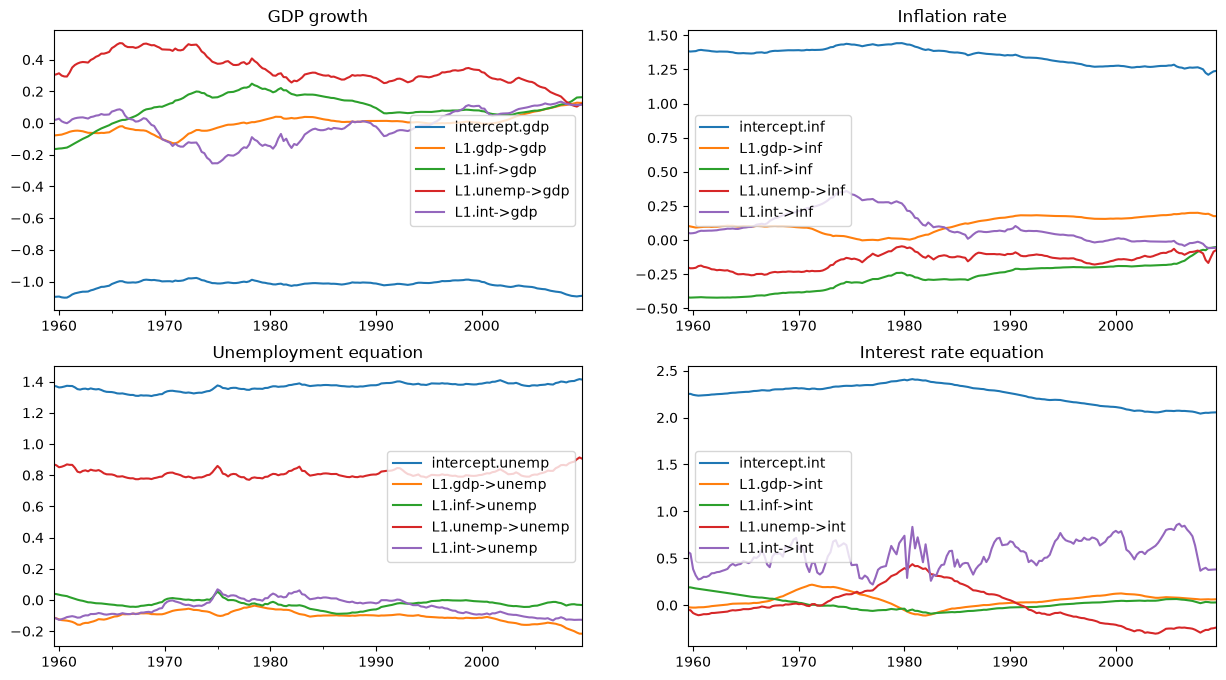 GDP growth
0.4
0.2
0.0
−0.2
−0.4
−0.6
−0.8
−1.0
1960
1970
1980
1990
2000
intercept.gdp
L1.gdp->gdp
L1.inf->gdp
L1.unemp->gdp
L1.int->gdp
Inflation rate
1.50
1.25
1.00
0.75
0.50
0.25
0.00
−0.25
−0.50
1960
1970
1980
1990
2000
intercept.inf
L1.gdp->inf
L1.inf->inf
L1.unemp->inf
L1.int->inf
Unemployment equation
1.4
1.2
1.0
0.8
0.6
0.4
0.2
0.0
−0.2
1960
1970
1980
1990
2000
intercept.unemp
L1.gdp->unemp
L1.inf->unemp
L1.unemp->unemp
L1.int->unemp
Interest rate equation
2.5
2.0
1.5
1.0
0.5
0.0
1960
1970
1980
1990
2000
intercept.int
L1.gdp->int
L1.inf->int
L1.unemp->int
L1.int->int